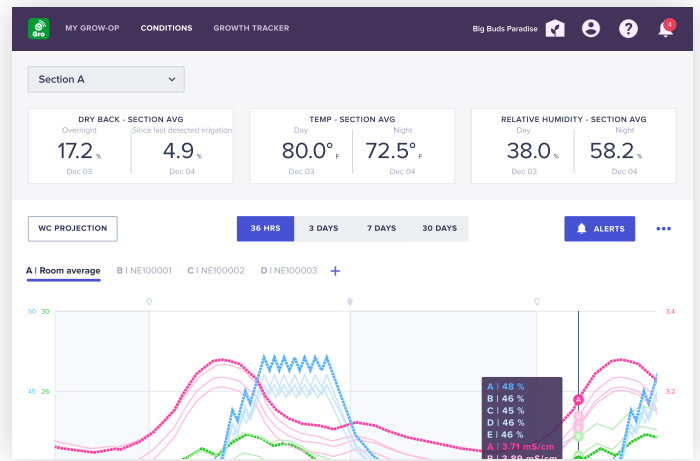 Gro
MY GROW-OP
CONDITIONS
GROWTH TRACKER
Big Buds Paradise
?
4
Section A
DRY BACK - SECTION AVG
Overnight
Since last detected irrigation
17.2 %
4.9 %
Dec 03
Dec 04
TEMP - SECTION AVG
Day
Night
80.0° F
72.5° F
Dec 03
Dec 04
RELATIVE HUMIDITY - SECTION AVG
Day
Night
38.0 %
58.2 %
Dec 03
Dec 04
WC PROJECTION
36 HRS
3 DAYS
7 DAYS
30 DAYS
ALERTS
A | Room average
B | NE100001
C | NE100002
D | NE100003
+
50 30
3.4
45 26
3.2
A | 48 %
B | 46 %
C | 45 %
D | 46 %
E | 46 %
A | 3.71 mS/cm
B | 3.89 mS/cm
A